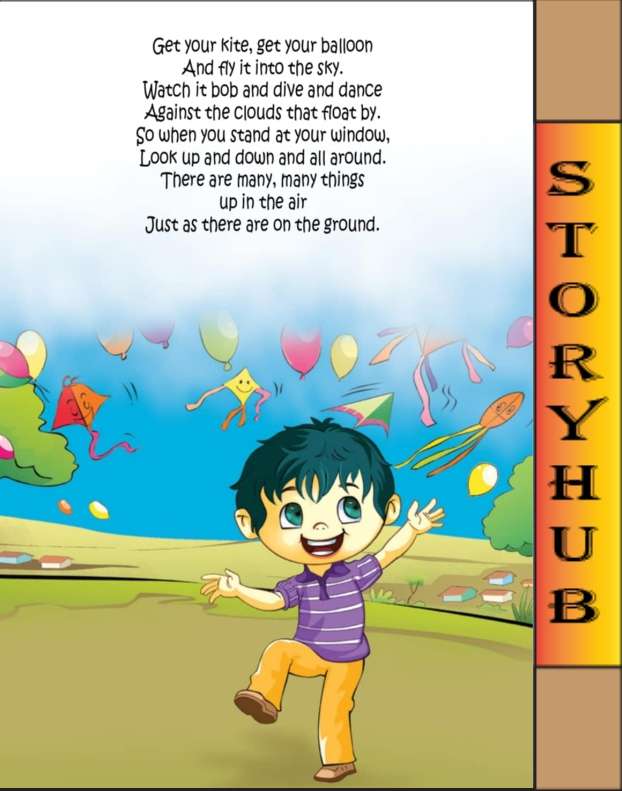 Get your kite, get your balloon
And fly it into the sky.
Watch it bob and dive and dance
Against the clouds that float by.
So when you stand at your window,
Look up and down and all around.
There are many, many things
up in the air
Just as there are on the ground.
STORYHUB